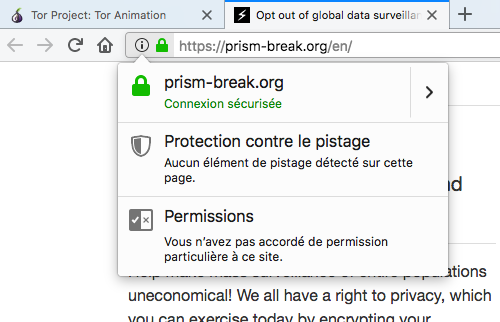 Tor Project: Tor Animation
Opt out of global data surveillan
https://prism-break.org/en/
prism-break.org
Connexion sécurisée
Protection contre le pistage
Aucun élément de pistage détecté sur cette
page.
nd
Permissions
Vous n’avez pas accordé de permission
particulière à ce site.
populations
uneconomical! We all have a right to privacy, which
you can exercise today by encrypting your